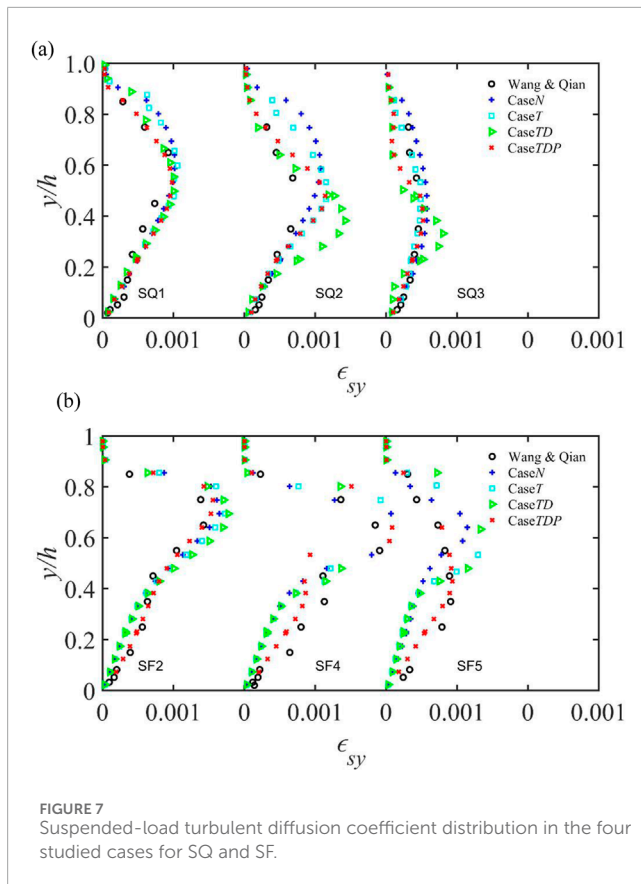 (a)
1.0
0.8
0.6
0.4
0.2
0
y/h
Wang & Qian
CaseN
CaseT
CaseTD
CaseTDP
SQ1
SQ2
SQ3
0 0.001 0 0.001 0 0.001 0 0.001
ϵsy
(b)
1
0.8
0.6
0.4
0.2
0
y/h
Wang & Qian
CaseN
CaseT
CaseTD
CaseTDP
SF2
SF4
SF5
0 0.001 0.001 0.001 0.001
ϵsy
FIGURE 7
Suspended-load turbulent diffusion coefficient distribution in the four
studied cases for SQ and SF.